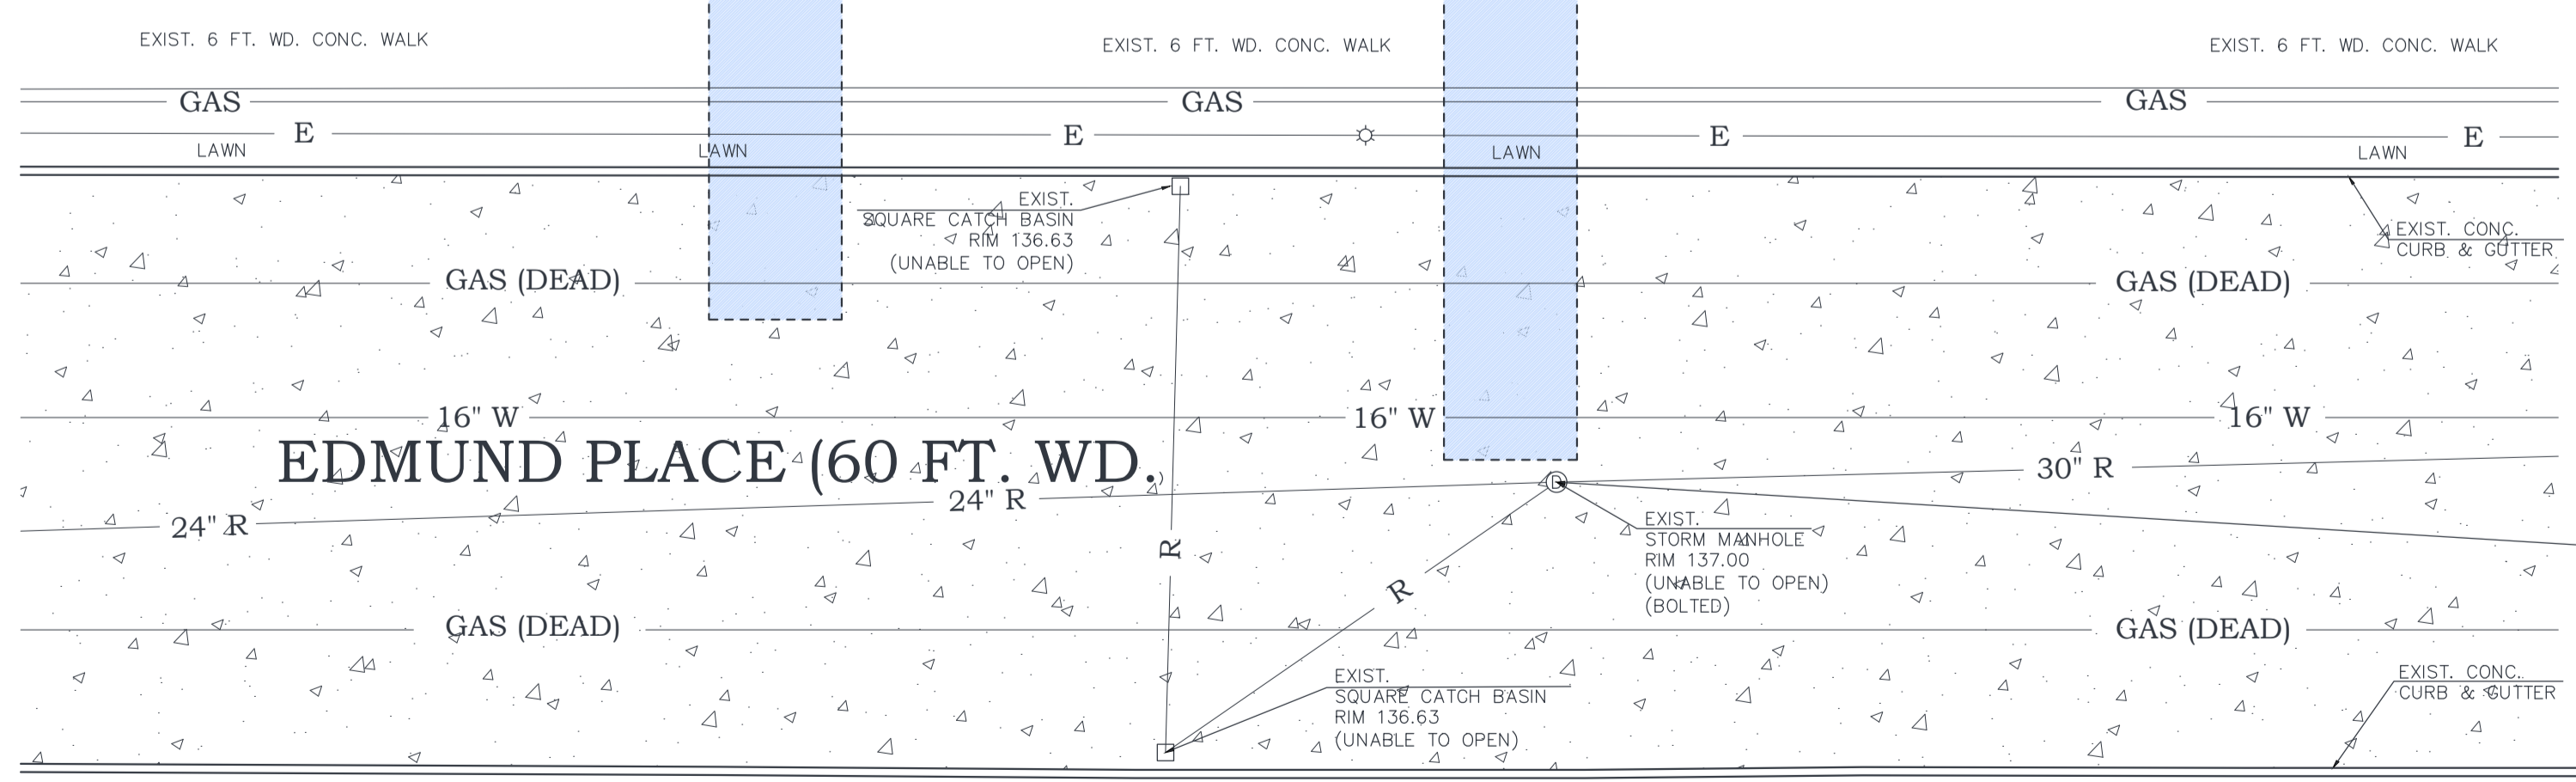 EXIST. 6 FT. WD. CONC. WALK
EXIST. 6 FT. WD. CONC. WALK
EXIST. 6 FT. WD. CONC. WALK
GAS
GAS
GAS
E
E
E
E
LAWN
LAWN
LAWN
LAWN
EXIST.
SQUARE CATCH BASIN
RIM 136.63
(UNABLE TO OPEN)
EXIST. CONC.
CURB & GUTTER
GAS (DEAD)
GAS (DEAD)
16" W
16" W
16" W
EDMUND PLACE (60 FT. WD.)
24" R
24" R
30" R
D
EXIST.
STORM MANHOLE
RIM 137.00
(UNABLE TO OPEN)
(BOLTED)
R
R
GAS (DEAD)
GAS (DEAD)
EXIST.
SQUARE CATCH BASIN
RIM 136.63
(UNABLE TO OPEN)
EXIST. CONC.
CURB & GUTTER